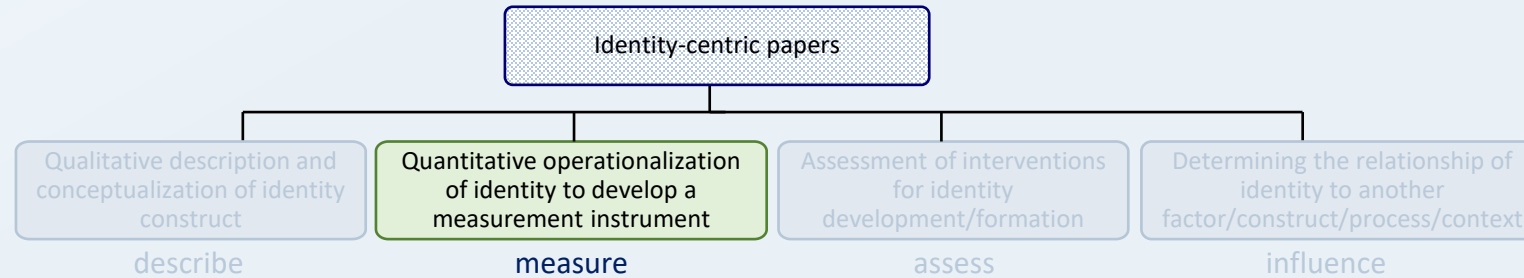 Identity-centric papers
Qualitative description and
conceptualization of identity
construct
Quantitative operationalization
of identity to develop a
measurement instrument
Assessment of interventions
for identity
development/formation
Determining the relationship of
identity to another
factor/construct/process/context
describe
measure
assess
influence